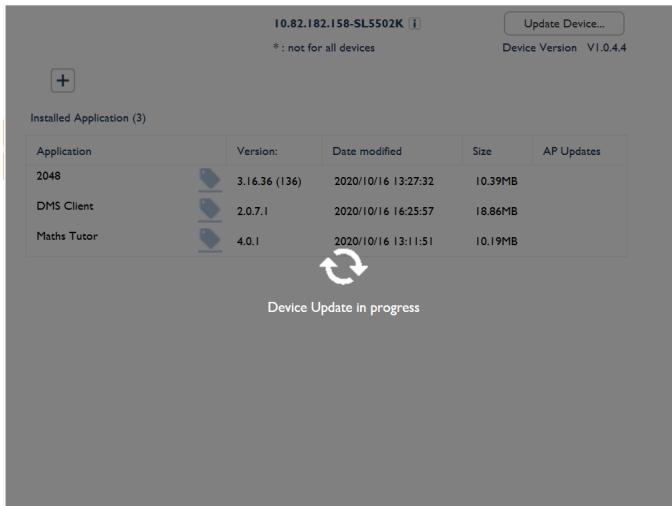 10.82.182.158-SL5502K i
Update Device...
* : not for all devices
Device Version V1.0.4.4
+
Installed Application (3)
Application Version: Date modified Size AP Updates
2048 3.16.36 (136) 2020/10/16 13:27:32 10.39MB
DMS Client 2.0.7.1 2020/10/16 16:25:57 18.86MB
Maths Tutor 4.0.1 2020/10/16 13:11:51 10.19MB
Device Update in progress